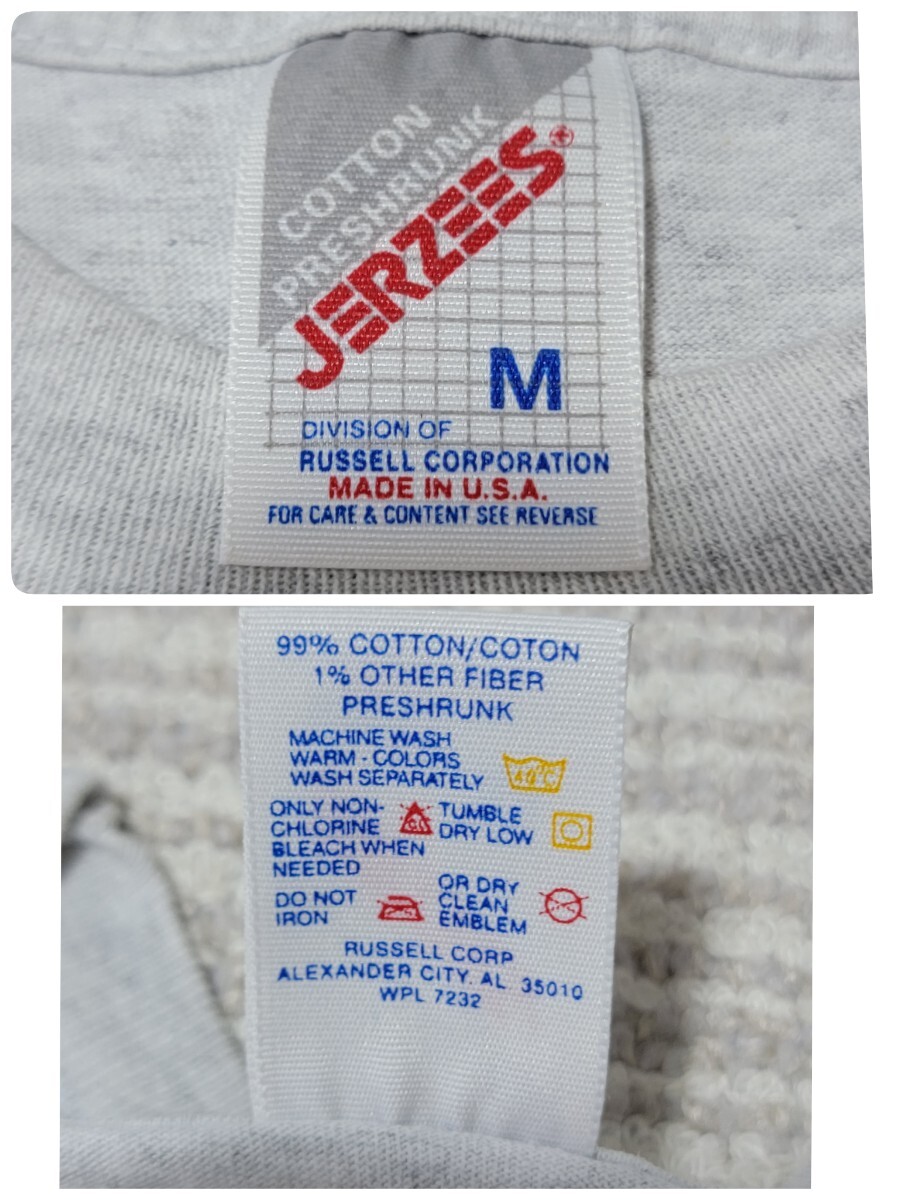 COTTON
PRESHRUNK
JERZEES®
M
DIVISION OF
RUSSELL CORPORATION
MADE IN U.S.A.
FOR CARE & CONTENT SEE REVERSE
99% COTTON/COTON
1% OTHER FIBER
PRESHRUNK
MACHINE WASH
WARM - COLORS
WASH SEPARATELY
40°C
ONLY NON-
CHLORINE
BLEACH WHEN
NEEDED
Cl
TUMBLE
DRY LOW
DO NOT
IRON
OR DRY
CLEAN
EMBLEM
RUSSELL CORP
ALEXANDER CITY, AL 35010
WPL 7232